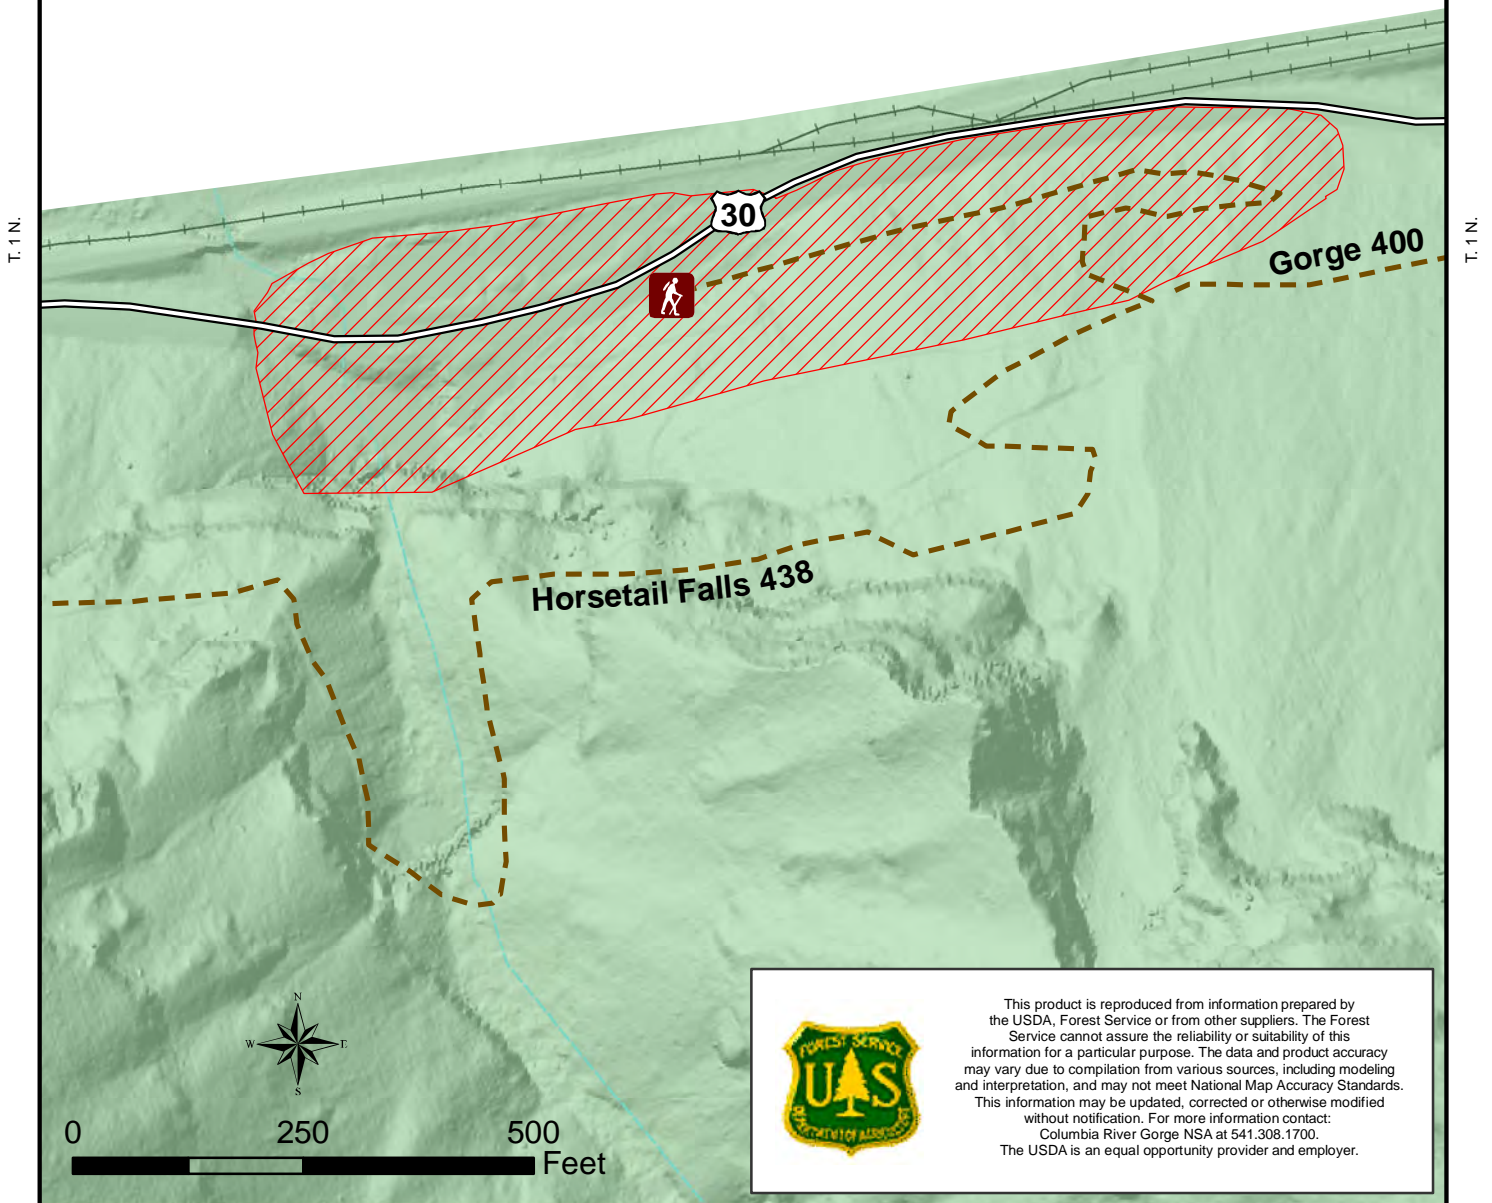 T. 1 N.
T. 1 N.
30
Gorge 400
Horsetail Falls 438
N
W
E
S
0 250 500
Feet
FOREST SERVICE
U S
DEPARTMENT OF AGRICULTURE
This product is reproduced from information prepared by
the USDA, Forest Service or from other suppliers. The Forest
Service cannot assure the reliability or suitability of this
information for a particular purpose. The data and product accuracy
may vary due to compilation from various sources, including modeling
and interpretation, and may not meet National Map Accuracy Standards.
This information may be updated, corrected or otherwise modified
without notification. For more information contact:
Columbia River Gorge NSA at 541.308.1700.
The USDA is an equal opportunity provider and employer.